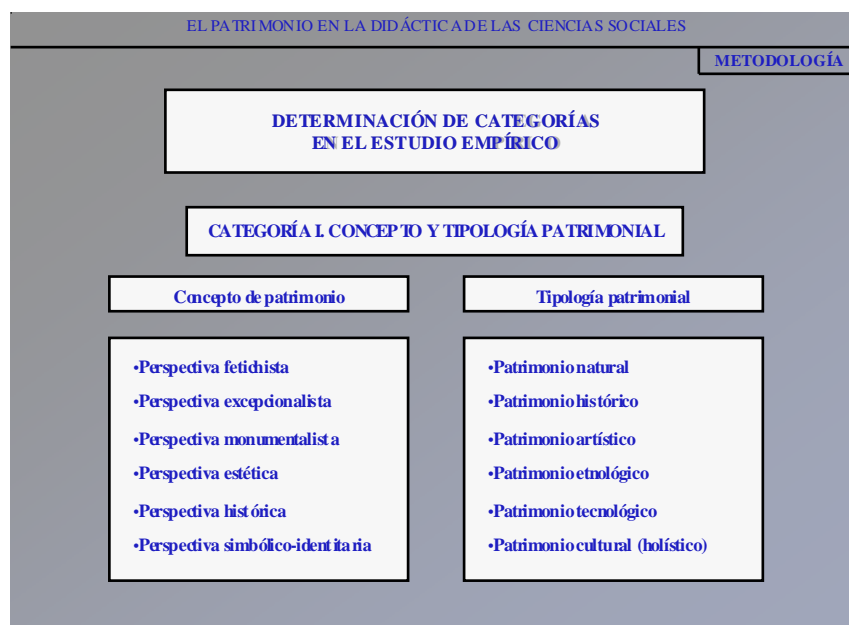 EL PATRIMONIO EN LA DIDÁCTICA DE LAS CIENCIAS SOCIALES
METODOLOGÍA
DETERMINACIÓN DE CATEGORÍAS
EN EL ESTUDIO EMPÍRICO
CATEGORÍA I. CONCEPTO Y TIPOLOGÍA PATRIMONIAL
Concepto de patrimonio
•Perspectiva fetichista
•Perspectiva excepcionalista
•Perspectiva monumentalista
•Perspectiva estética
•Perspectiva histórica
•Perspectiva simbólico-identitaria
Tipología patrimonial
•Patrimonio natural
•Patrimonio histórico
•Patrimonio artístico
•Patrimonio etnológico
•Patrimonio tecnológico
•Patrimonio cultural (holístico)